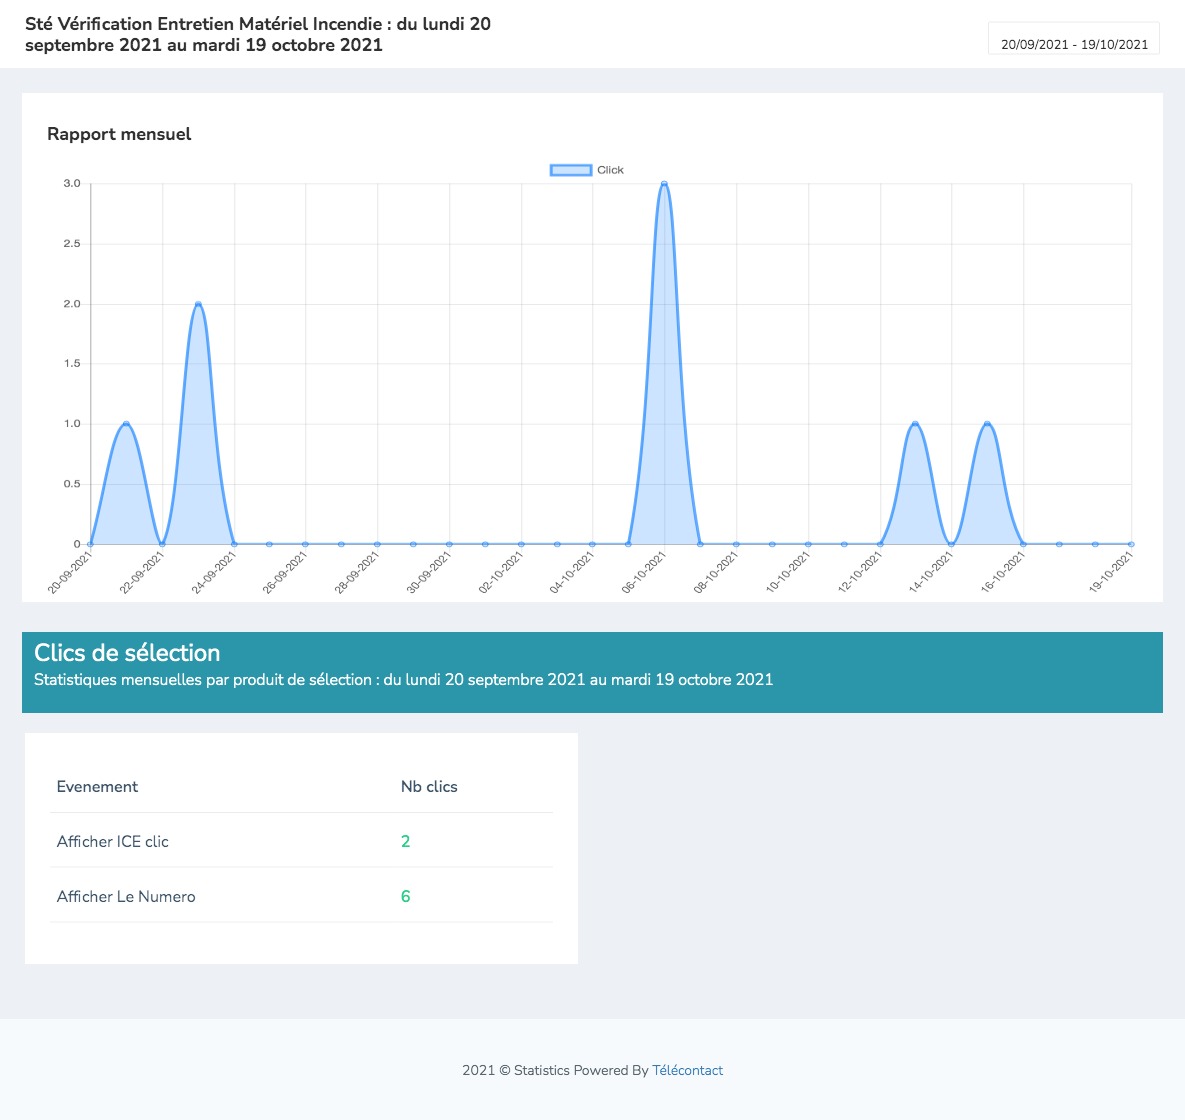 Sté Vérification Entretien Matériel Incendie : du lundi 20
septembre 2021 au mardi 19 octobre 2021
20/09/2021 - 19/10/2021
Rapport mensuel
Click
3.0
2.5
2.0
1.5
1.0
0.5
0
20-09-2021
22-09-2021
24-09-2021
26-09-2021
28-09-2021
30-09-2021
02-10-2021
04-10-2021
06-10-2021
08-10-2021
10-10-2021
12-10-2021
14-10-2021
16-10-2021
19-10-2021
Clics de sélection
Statistiques mensuelles par produit de sélection : du lundi 20 septembre 2021 au mardi 19 octobre 2021
Evenement Nb clics
Afficher ICE clic 2
Afficher Le Numero 6
2021 © Statistics Powered By Télécontact